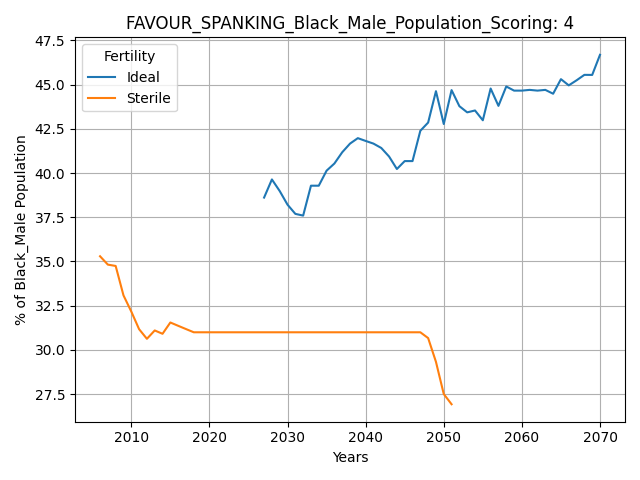 FAVOUR_SPANKING_Black_Male_Population_Scoring: 4
47.5
45.0
42.5
40.0
37.5
35.0
32.5
30.0
27.5
% of Black_Male Population
Fertility
Ideal
Sterile
2010 2020 2030 2040 2050 2060 2070
Years